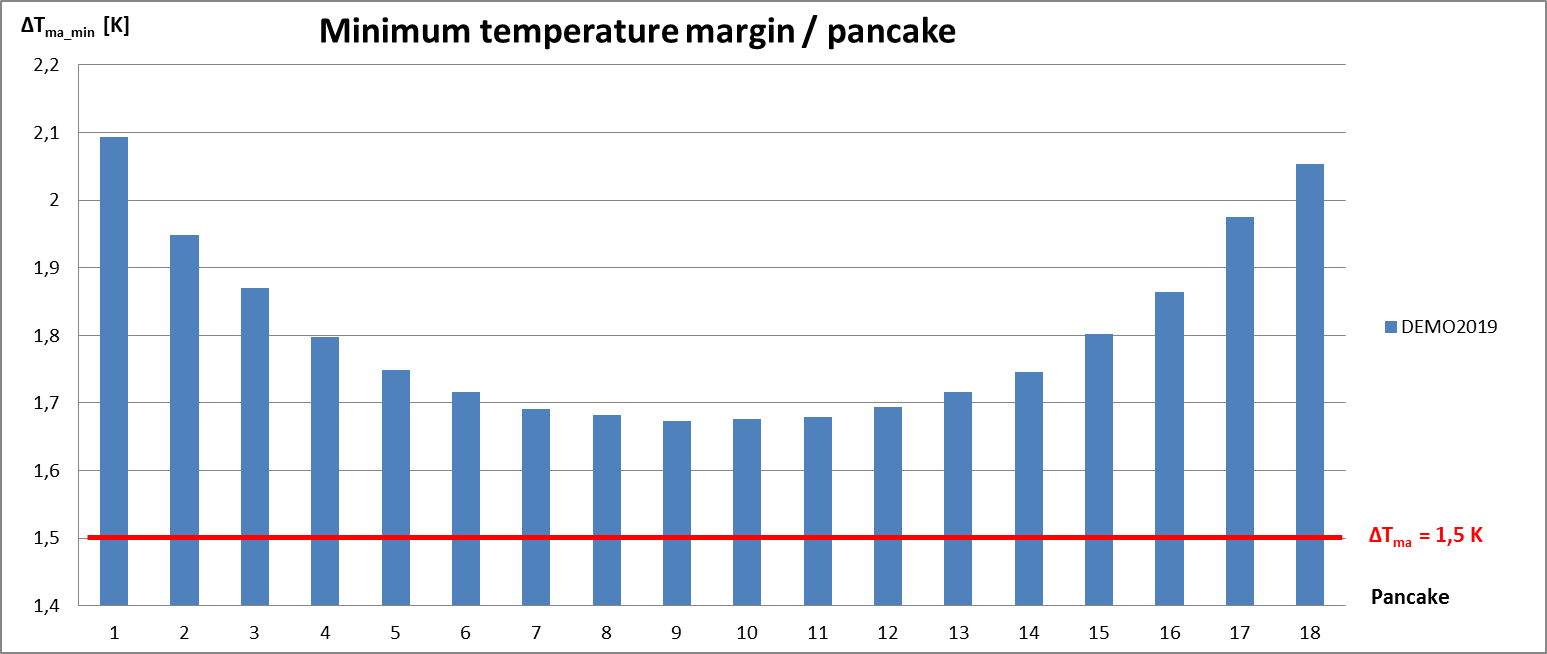 ΔTma_min [K]
Minimum temperature margin / pancake
2,2
2,1
2
1,9
1,8
1,7
1,6
1,5
1,4
DEMO2019
ΔTma = 1,5 K
Pancake
1 2 3 4 5 6 7 8 9 10 11 12 13 14 15 16 17 18